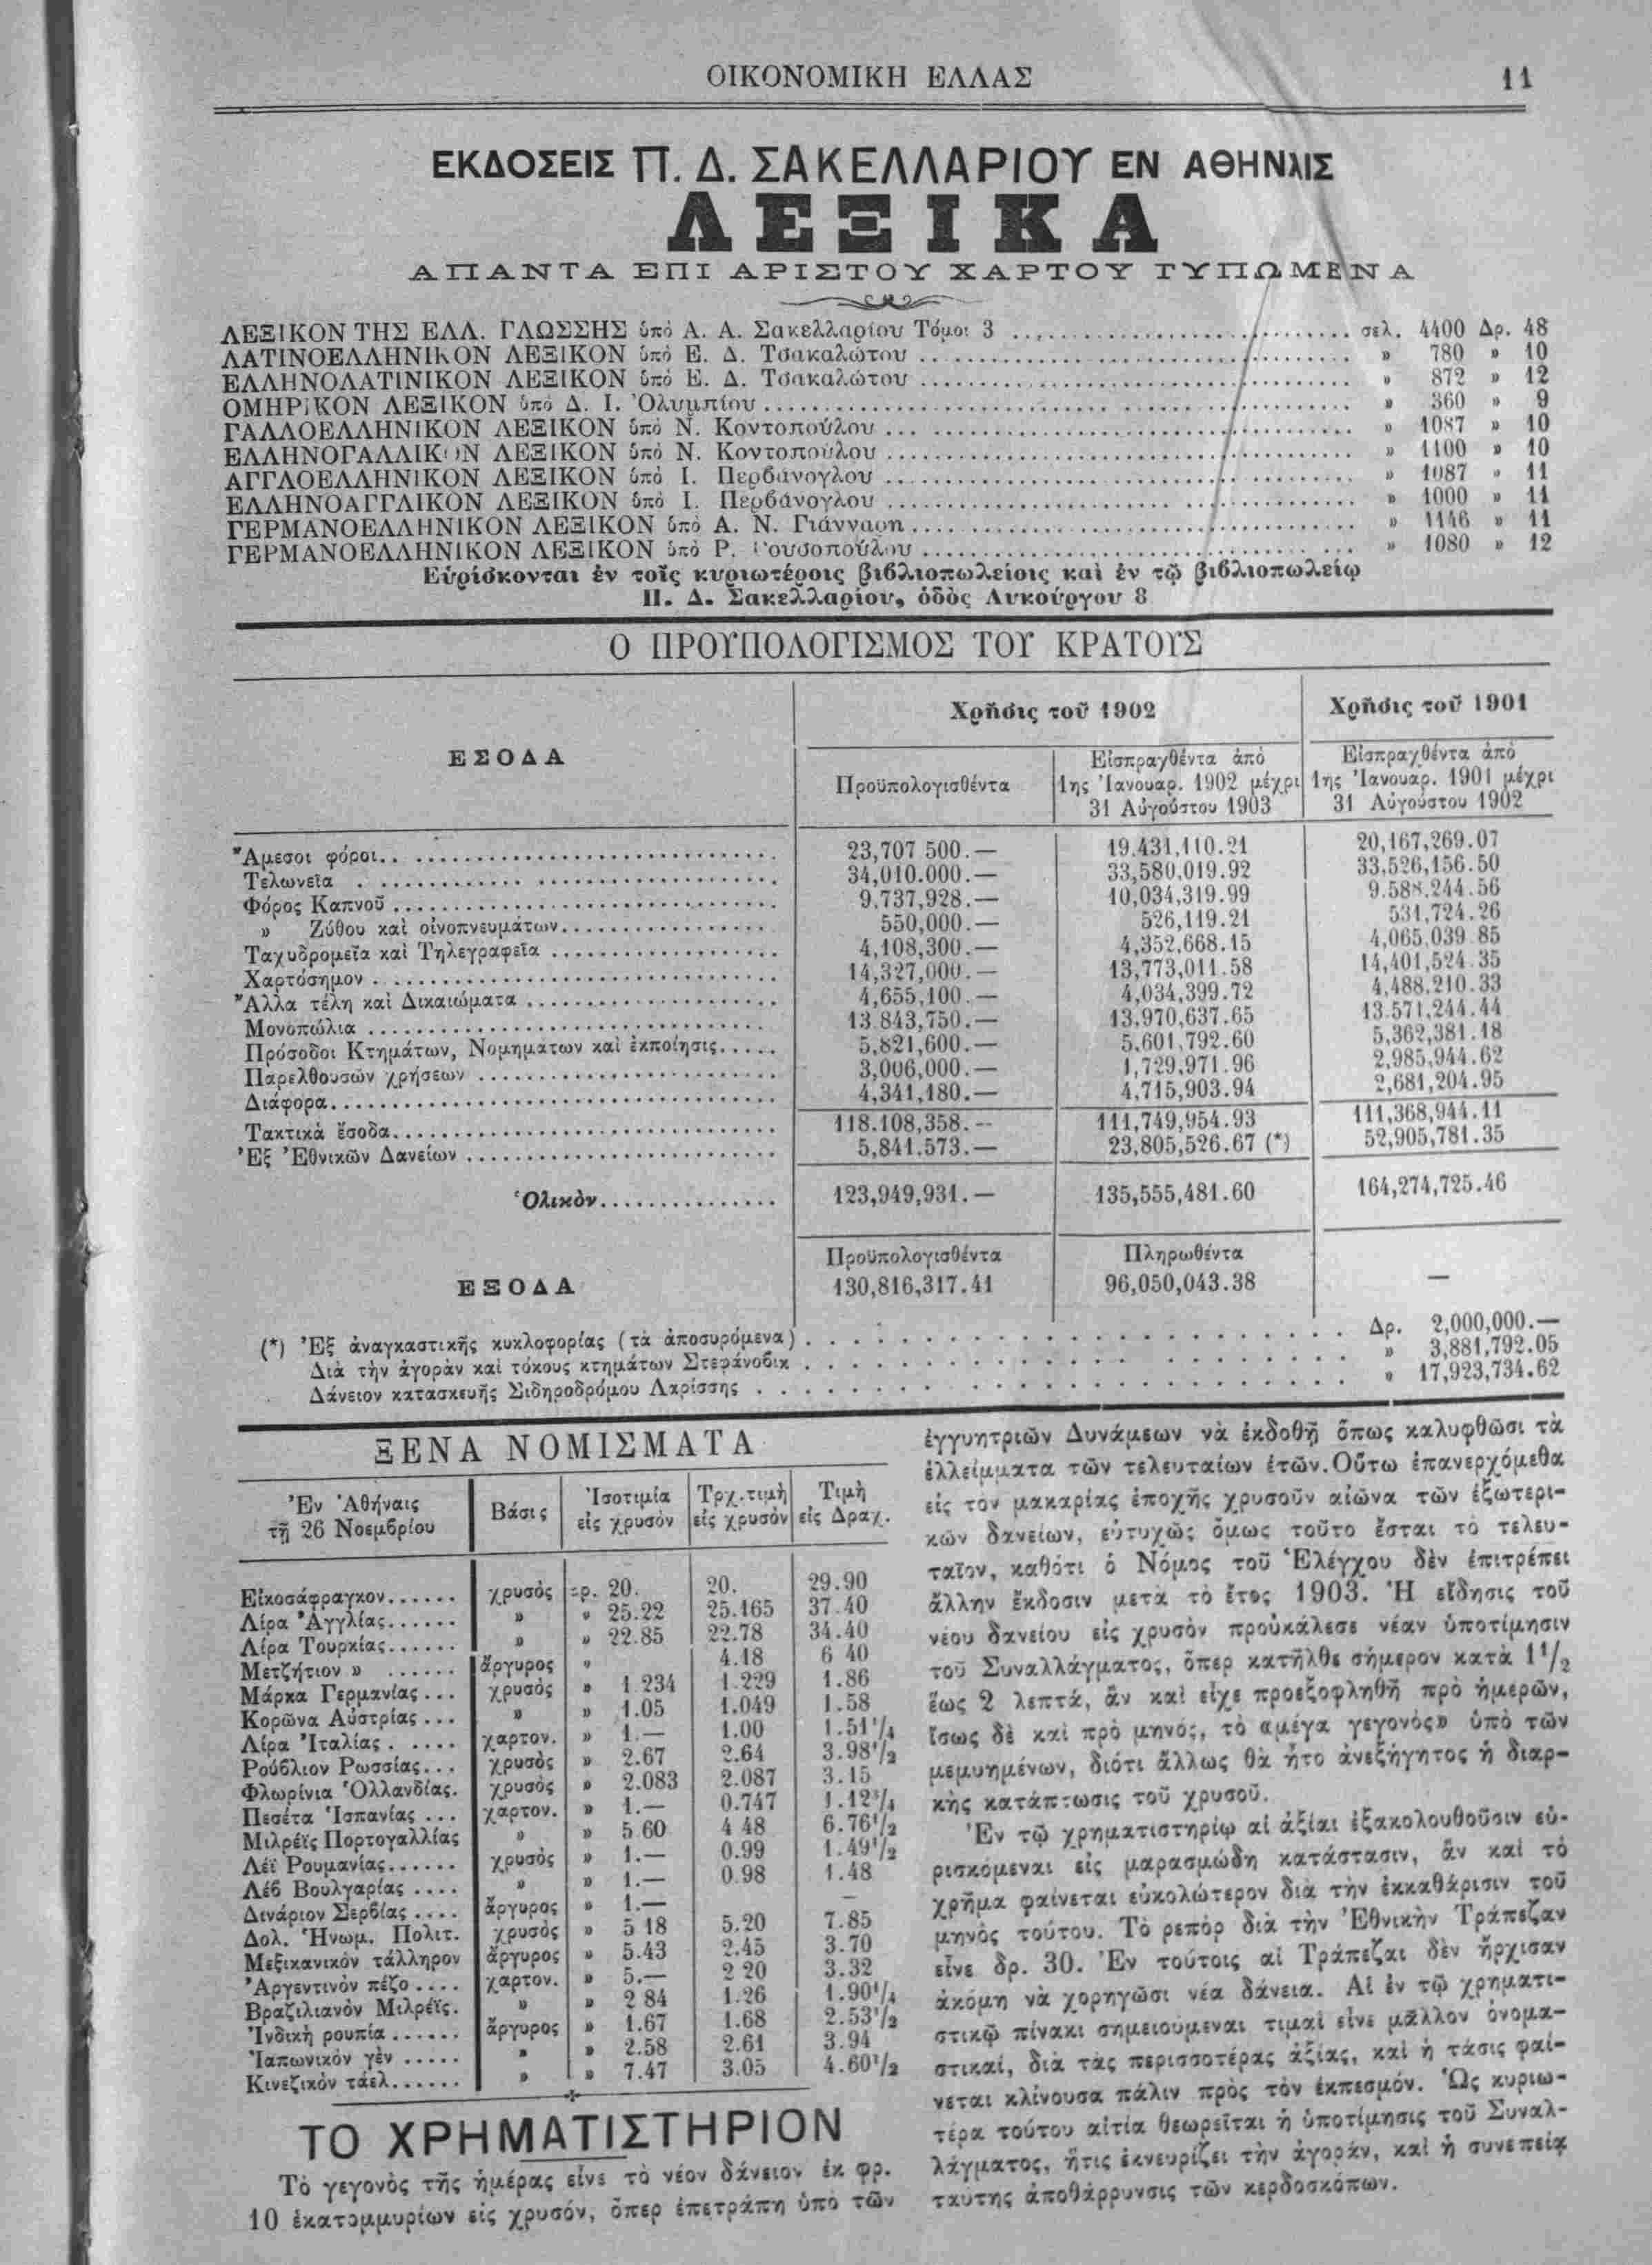 ΟΙΚΟΝΟΜΙΚΗ ΕΛΛΑΣ 11
ΕΚΔΟΣΕΙΣ Π. Δ. ΣΑΚΕΛΛΑΡΙΟΥ ΕΝ ΑΘΗΝΑΙΣ
ΛΕΞΙΚΑ
ΑΠΑΝΤΑ ΕΠΙ ΑΡΙΣΤΟΥ ΧΑΡΤΟΥ ΤΥΠΩΜΕΝΑ
ΛΕΞΙΚΟΝ ΤΗΣ ΕΛΛ. ΓΛΩΣΣΗΣ ὑπὸ Α. Α. Σακελλαρίου Τόμοι 3 .......... σελ. 4400 Δρ. 48
ΛΑΤΙΝΟΕΛΛΗΝΙΚΟΝ ΛΕΞΙΚΟΝ ὑπὸ Ε. Δ. Τσακαλώτου .......... » 780 » 10
ΕΛΛΗΝΟΛΑΤΙΝΙΚΟΝ ΛΕΞΙΚΟΝ ὑπὸ Ε. Δ. Τσακαλώτου .......... » 872 » 12
ΟΜΗΡΙΚΟΝ ΛΕΞΙΚΟΝ ὑπὸ Δ. Ι. Ὀλυμπίου .......... » 360 » 9
ΓΑΛΛΟΕΛΛΗΝΙΚΟΝ ΛΕΞΙΚΟΝ ὑπὸ Ν. Κοντοπούλου .......... » 1087 » 10
ΕΛΛΗΝΟΓΑΛΛΙΚΟΝ ΛΕΞΙΚΟΝ ὑπὸ Ν. Κοντοπούλου .......... » 1100 » 10
ΑΓΓΛΟΕΛΛΗΝΙΚΟΝ ΛΕΞΙΚΟΝ ὑπὸ Ι. Περβάνογλου .......... » 1087 » 11
ΕΛΛΗΝΟΑΓΓΛΙΚΟΝ ΛΕΞΙΚΟΝ ὑπὸ Ι. Περβάνογλου .......... » 1000 » 11
ΓΕΡΜΑΝΟΕΛΛΗΝΙΚΟΝ ΛΕΞΙΚΟΝ ὑπὸ Α. Ν. Γιάνναρη .......... » 1146 » 11
ΓΕΡΜΑΝΟΕΛΛΗΝΙΚΟΝ ΛΕΞΙΚΟΝ ὑπὸ Ρ. Ῥουσοπούλου .......... » 1080 » 12
Εὑρίσκονται ἐν τοῖς κυριωτέροις βιβλιοπωλείοις καὶ ἐν τῷ βιβλιοπωλείῳ
Π. Δ. Σακελλαρίου, ὁδὸς Λυκούργου 8
Ο ΠΡΟΥΠΟΛΟΓΙΣΜΟΣ ΤΟΥ ΚΡΑΤΟΥΣ
Χρῆσις τοῦ 1902 Χρῆσις τοῦ 1901
ΕΣΟΔΑ
Προϋπολογισθέντα
Εἰσπραχθέντα ἀπὸ
1ης Ἰανουαρ. 1902 μέχρι
31 Αὐγούστου 1903
Εἰσπραχθέντα ἀπὸ
1ης Ἰανουαρ. 1901 μέχρι
31 Αὐγούστου 1902
Ἄμεσοι φόροι.......... 23,707 500.— 19.431,110.21 20,167,269.07
Τελωνεῖα .......... 34,010.000.— 33,580,019.92 33,526,156.50
Φόρος Καπνοῦ .......... 9.737,928.— 10,034,319.99 9.588,244.56
» Ζύθου καὶ οἰνοπνευμάτων.......... 550,000.— 526,119.21 531,724.26
Ταχυδρομεῖα καὶ Τηλεγραφεῖα .......... 4,108,300.— 4,352,668.15 4,065,039 85
Χαρτόσημον .......... 14,327,000.— 13,773,011.58 14,401,524.35
Ἄλλα τέλη καὶ Δικαιώματα .......... 4,655,100.— 4,034,399.72 4,488,210.33
Μονοπώλια .......... 13 843,750.— 13,970,637.65 13.571,244.44
Πρόσοδοι Κτημάτων, Νομημάτων καὶ ἐκποίησις..... 5,821,600.— 5,601,792.60 5,362,381.18
Παρελθουσῶν χρήσεων .......... 3,006,000.— 1,729,971.96 2,985,944.62
Διάφορα.......... 4,341,180.— 4,715,903.94 2,681,204.95
Τακτικὰ ἔσοδα.......... 118.108,358.— 111,749,954.93 111,368,944.11
Ἐξ Ἐθνικῶν Δανείων .......... 5,841,573.— 23,805,526.67 (*) 52,905,781.35
Ὁλικὸν.......... 123,949,931.— 135,555,481.60 164,274,725.46
Προϋπολογισθέντα Πληρωθέντα
ΕΞΟΔΑ 130,816,317.41 96,050,043.38 —
(*) Ἐξ ἀναγκαστικῆς κυκλοφορίας (τὰ ἀποσυρόμενα) .......... Δρ. 2,000,000.—
Διὰ τὴν ἀγορὰν καὶ τόκους κτημάτων Στεφάνοβικ .......... » 3,881,792.05
Δάνειον κατασκευῆς Σιδηροδρόμου Λαρίσσης .......... » 17,923,734.62
ΞΕΝΑ ΝΟΜΙΣΜΑΤΑ
Ἐν Ἀθήναις
τῇ 26 Νοεμβρίου
Βάσις
Ἰσοτιμία
εἰς χρυσὸν
Τρχ. τιμὴ
εἰς χρυσὸν
Τιμὴ
εἰς Δραχ.
Εἰκοσάφραγκον...... χρυσὸς φρ. 20. 20. 29.90
Λίρα Ἀγγλίας...... » » 25.22 25.165 37.40
Λίρα Τουρκίας...... » » 22.85 22.78 34.40
Μετζήτιον » ...... ἄργυρος » 4.18 6 40
Μάρκα Γερμανίας... χρυσὸς » 1 234 1.229 1.86
Κορῶνα Αὐστρίας ... » » 1.05 1.049 1.58
Λίρα Ἰταλίας . .... χαρτον. » 1.— 1.00 1.51¹/₄
Ρούβλιον Ρωσσίας... χρυσὸς » 2.67 2.64 3.98¹/₂
Φλωρίνια Ὁλλανδίας. χρυσὸς » 2.083 2.087 3.15
Πεσέτα Ἱσπανίας ... χαρτον. » 1.— 0.747 1.12³/₄
Μιλρέϊς Πορτογαλλίας » » 5 60 4 48 6.76¹/₂
Λέϊ Ρουμανίας...... χρυσὸς » 1.— 0.99 1.49¹/₂
Λέβ Βουλγαρίας .... » » 1.— 0.98 1.48
Δινάριον Σερβίας .... ἄργυρος » 1.— —
Δολ. Ἡνωμ. Πολιτ. χρυσὸς » 5 18 5.20 7.85
Μεξικανικὸν τάλληρον ἄργυρος » 5.43 2.45 3.70
Ἀργεντινὸν πέζο .... χαρτον. » 5.— 2 20 3.32
Βραζιλιανὸν Μιλρέϊς. » » 2 84 1.26 1.90¹/₄
Ἰνδικὴ ρουπία ...... ἄργυρος » 1.67 1.68 2.53¹/₂
Ἰαπωνικὸν γὲν ..... » » 2.58 2.61 3.94
Κινεζικὸν τάελ...... » » 7.47 3.05 4.60¹/₂
ΤΟ ΧΡΗΜΑΤΙΣΤΗΡΙΟΝ
Τὸ γεγονὸς τῆς ἡμέρας εἶνε τὸ νέον δάνειον ἐκ φρ.
10 ἑκατομμυρίων εἰς χρυσόν, ὅπερ ἐπετράπη ὑπὸ τῶν
ἐγγυητριῶν Δυνάμεων νὰ ἐκδοθῇ ὅπως καλυφθῶσι τὰ
ἐλλείμματα τῶν τελευταίων ἐτῶν. Οὕτω ἐπανερχόμεθα
εἰς τὸν μακαρίας ἐποχῆς χρυσοῦν αἰῶνα τῶν ἐξωτερι-
κῶν δανείων, εὐτυχῶς ὅμως τοῦτο ἔσται τὸ τελευ-
ταῖον, καθότι ὁ Νόμος τοῦ Ἐλέγχου δὲν ἐπιτρέπει
ἄλλην ἔκδοσιν μετὰ τὸ ἔτος 1903. Ἡ εἴδησις τοῦ
νέου δανείου εἰς χρυσὸν προὐκάλεσε νέαν ὑποτίμησιν
τοῦ Συναλλάγματος, ὅπερ κατῆλθε σήμερον κατὰ 1¹/₂
ἕως 2 λεπτά, ἂν καὶ εἶχε προεξοφληθῆ πρὸ ἡμερῶν,
ἴσως δὲ καὶ πρὸ μηνός, τὸ «μέγα γεγονὸς» ὑπὸ τῶν
μεμυημένων, διότι ἄλλως θὰ ἦτο ἀνεξήγητος ἡ διαρ-
κὴς κατάπτωσις τοῦ χρυσοῦ.
Ἐν τῷ χρηματιστηρίῳ αἱ ἀξίαι ἐξακολουθοῦσιν εὑ-
ρισκόμεναι εἰς μαρασμώδη κατάστασιν, ἂν καὶ τὸ
χρῆμα φαίνεται εὐκολώτερον διὰ τὴν ἐκκαθάρισιν τοῦ
μηνὸς τούτου. Τὸ ρεπὸρ διὰ τὴν Ἐθνικὴν Τράπεζαν
εἶνε δρ. 30. Ἐν τούτοις αἱ Τράπεζαι δὲν ἤρχισαν
ἀκόμη νὰ χορηγῶσι νέα δάνεια. Αἱ ἐν τῷ χρηματι-
στικῷ πίνακι σημειούμεναι τιμαὶ εἶνε μᾶλλον ὀνομα-
στικαί, διὰ τὰς περισσοτέρας ἀξίας, καὶ ἡ τάσις φαί-
νεται κλίνουσα πάλιν πρὸς τὸν ἐκπεσμόν. Ὡς κυριω-
τέρα τούτου αἰτία θεωρεῖται ἡ ὑποτίμησις τοῦ Συναλ-
λάγματος, ἥτις ἐκνευρίζει τὴν ἀγοράν, καὶ ἡ συνεπείᾳ
ταύτης ἀποθάρρυνσις τῶν κερδοσκόπων.